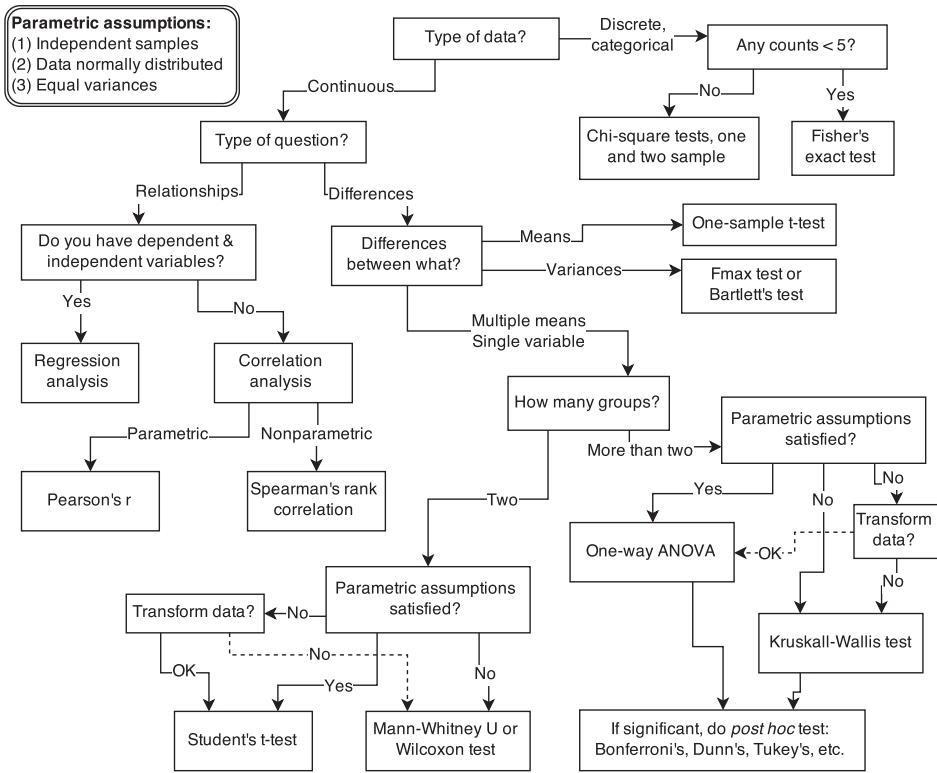 Parametric assumptions:
(1) Independent samples
(2) Data normally distributed
(3) Equal variances
Type of data?
Discrete,
categorical
Any counts < 5?
Continuous
No
Yes
Type of question?
Chi-square tests, one
and two sample
Fisher's
exact test
Relationships
Differences
Do you have dependent &
independent variables?
Differences
between what?
Means
One-sample t-test
Variances
Fmax test or
Bartlett's test
Yes
No
Multiple means
Single variable
Regression
analysis
Correlation
analysis
How many groups?
Parametric assumptions
satisfied?
More than two
Parametric
Nonparametric
Pearson's r
Spearman's rank
correlation
Two
Yes
No
No
Transform
data?
One-way ANOVA
OK
No
Parametric assumptions
satisfied?
Transform data?
No
Kruskall-Wallis test
No
OK
Yes
No
Student's t-test
Mann-Whitney U or
Wilcoxon test
If significant, do post hoc test:
Bonferroni's, Dunn's, Tukey's, etc.